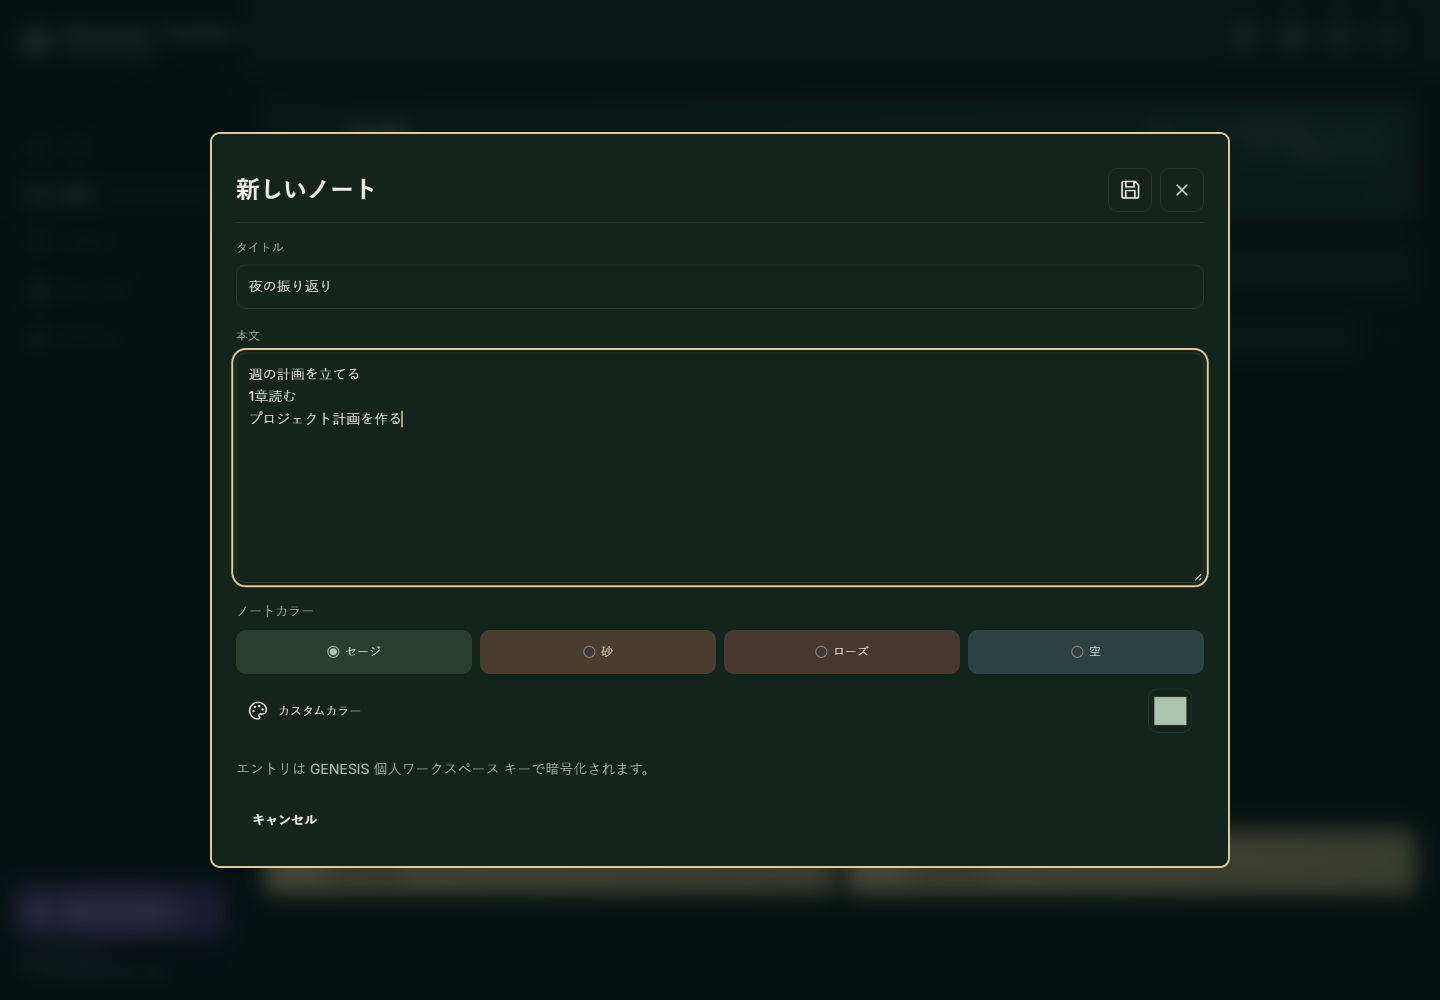 新しいノート
タイトル
夜の振り返り
本文
週の計画を立てる
1章読む
プロジェクト計画を作る
ノートカラー
セージ
砂
ローズ
空
カスタムカラー
エントリは GENESIS 個人ワークスペース キーで暗号化されます。
キャンセル